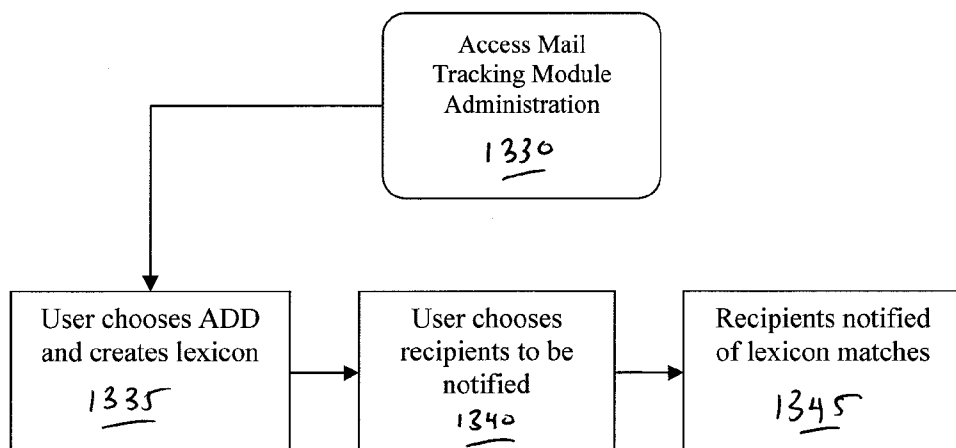 Access Mail
Tracking Module
Administration
1330
User chooses ADD
and creates lexicon
1335
User chooses
recipients to be
notified
1340
Recipients notified
of lexicon matches
1345